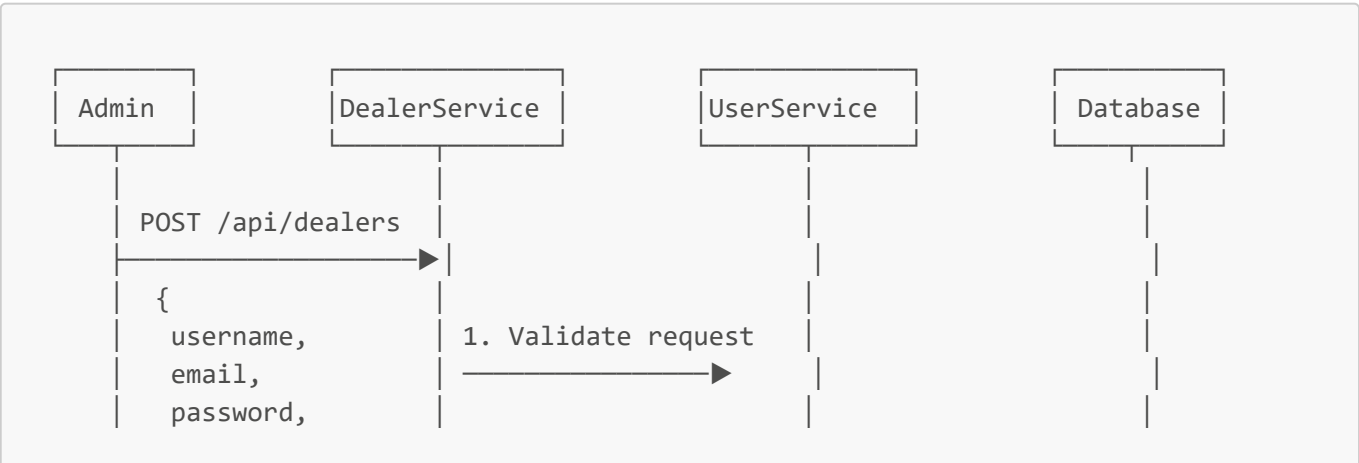 Admin DealerService UserService Database
POST /api/dealers
{
username, 1. Validate request
email,
password,